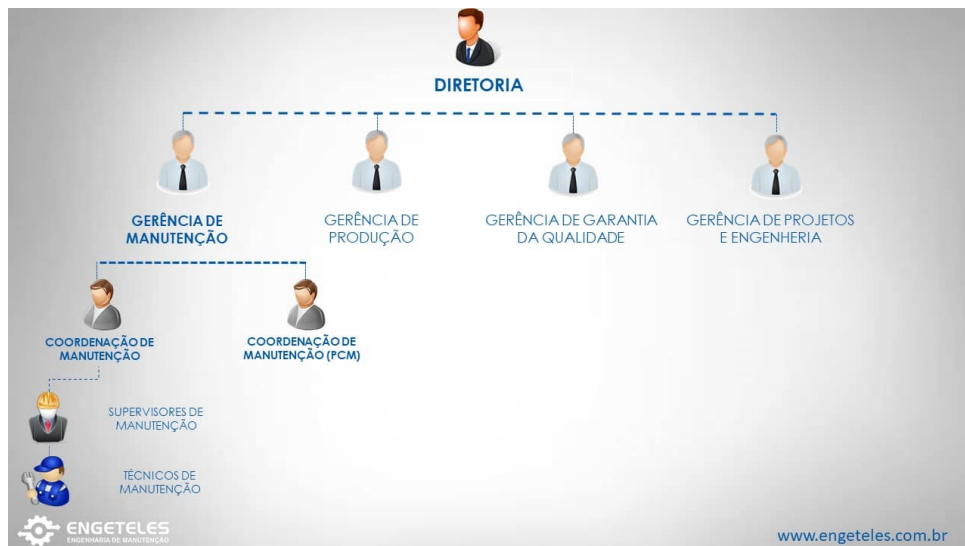 DIRETORIA
GERÊNCIA DE
MANUTENÇÃO
GERÊNCIA DE
PRODUÇÃO
GERÊNCIA DE GARANTIA
DA QUALIDADE
GERÊNCIA DE PROJETOS
E ENGENHERIA
COORDENAÇÃO DE
MANUTENÇÃO
COORDENAÇÃO DE
MANUTENÇÃO (PCM)
SUPERVISORES DE
MANUTENÇÃO
TÉCNICOS DE
MANUTENÇÃO
ENGETELES
ENGENHARIA DE MANUTENÇÃO
www.engeteles.com.br